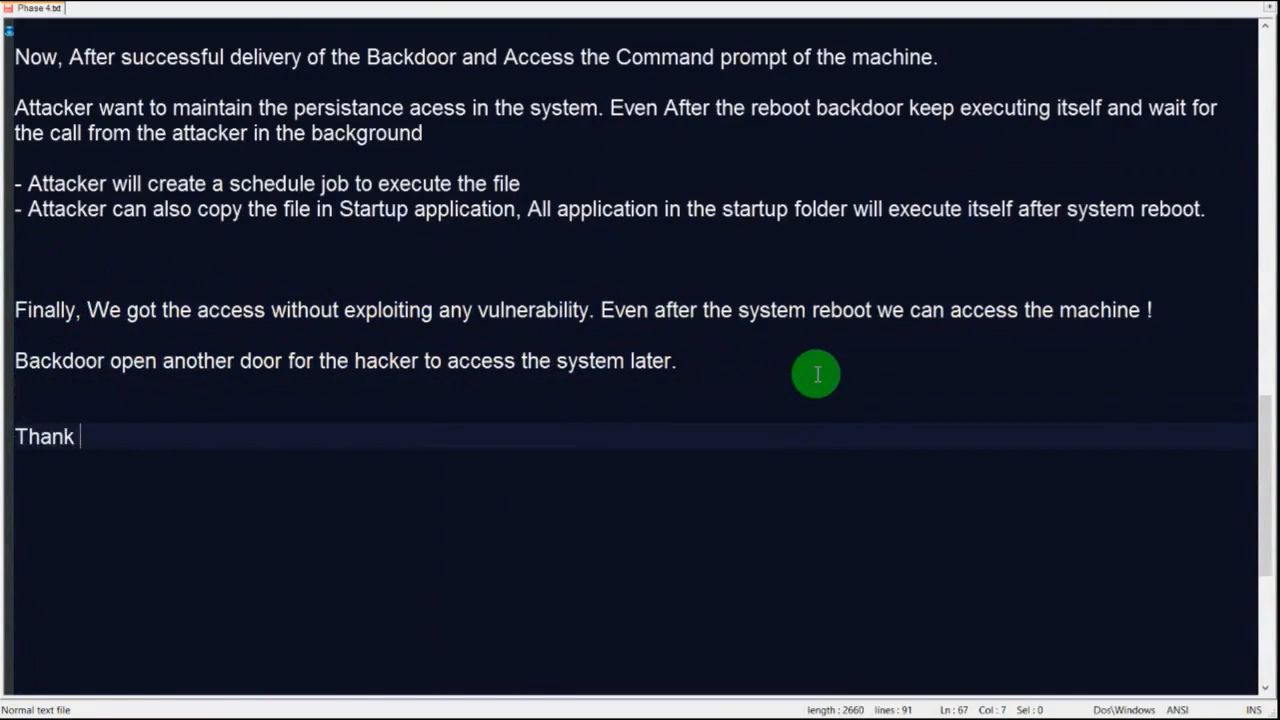 Phase 4.txt
Now, After successful delivery of the Backdoor and Access the Command prompt of the machine.
Attacker want to maintain the persistance acess in the system. Even After the reboot backdoor keep executing itself and wait for
the call from the attacker in the background
- Attacker will create a schedule job to execute the file
- Attacker can also copy the file in Startup application, All application in the startup folder will execute itself after system reboot.
Finally, We got the access without exploiting any vulnerability. Even after the system reboot we can access the machine !
Backdoor open another door for the hacker to access the system later.
Thank
Normal text file length : 2660 lines : 91 Ln : 67 Col : 7 Sel : 0 Dos\Windows ANSI INS